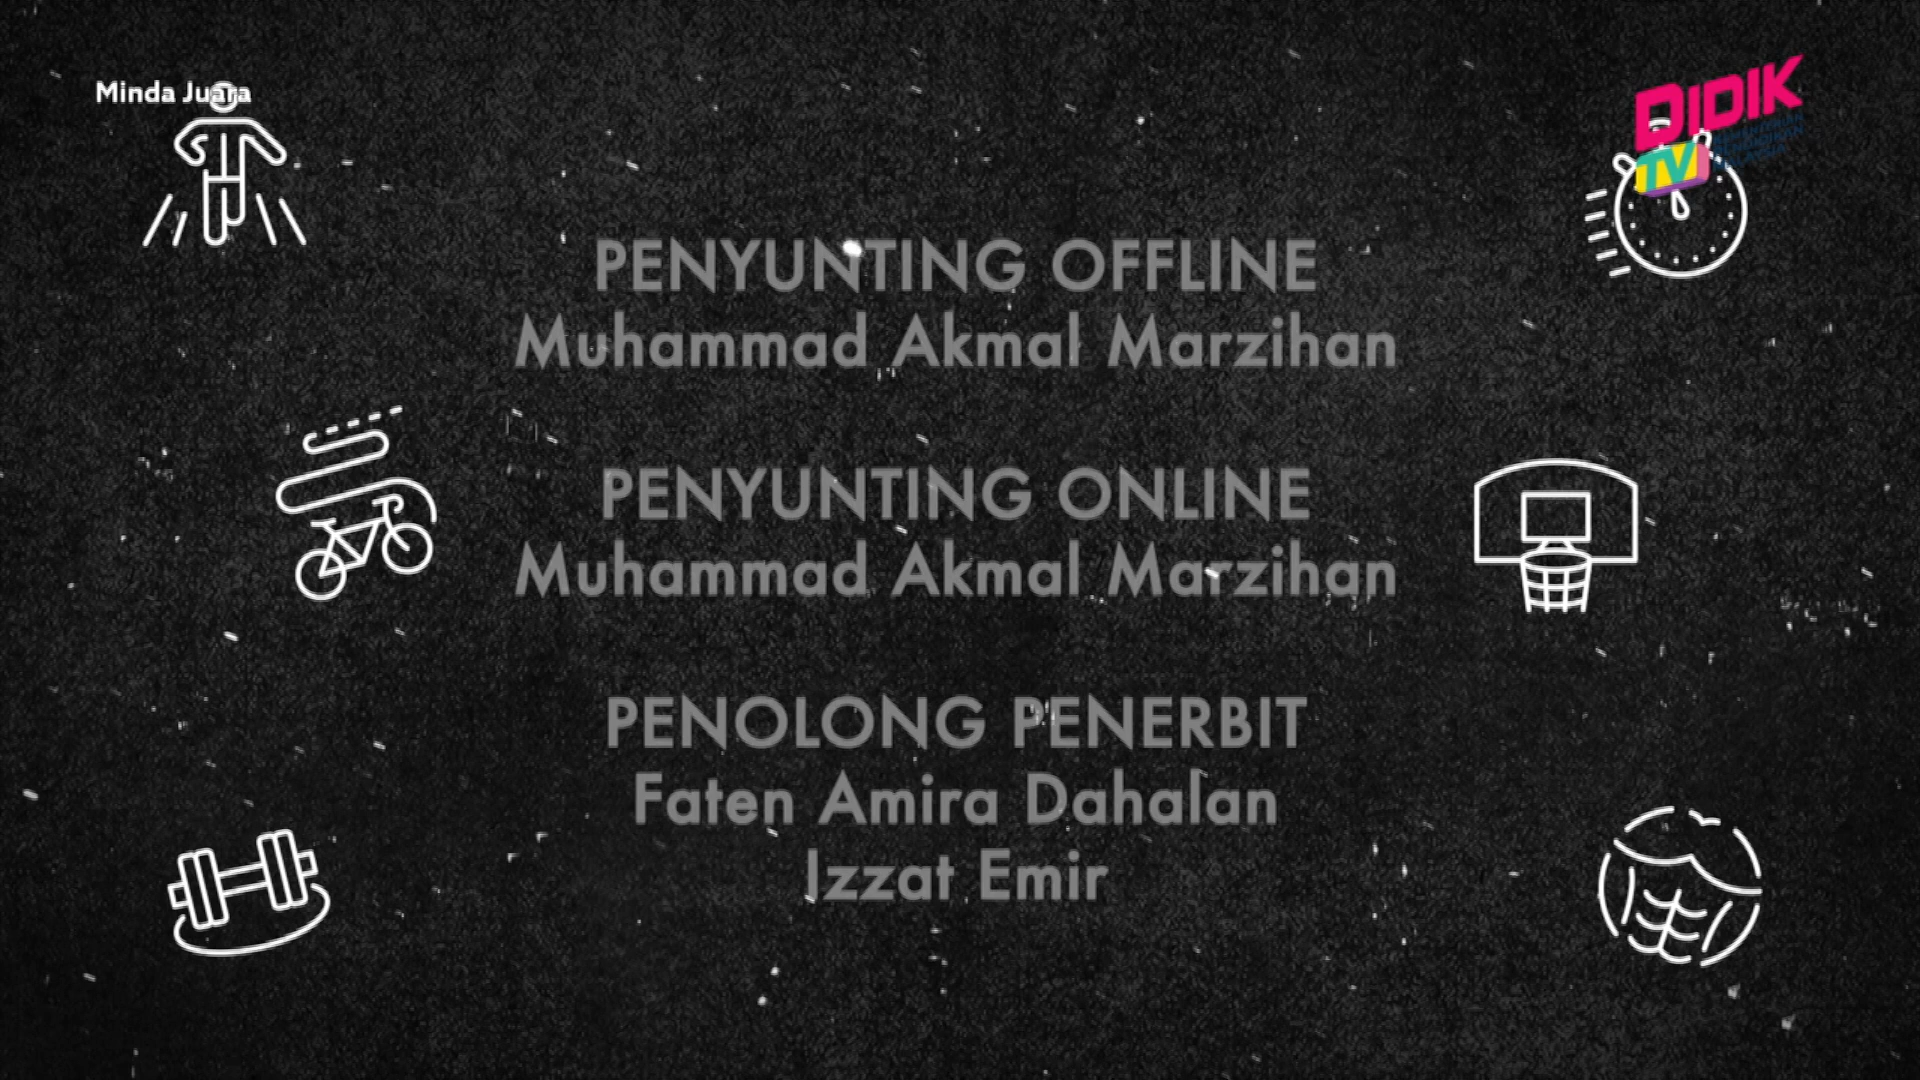 Minda Juara
DIDIK
TV
PENYUNTING OFFLINE
Muhammad Akmal Marzihan
PENYUNTING ONLINE
Muhammad Akmal Marzihan
PENOLONG PENERBIT
Faten Amira Dahalan
Izzat Emir